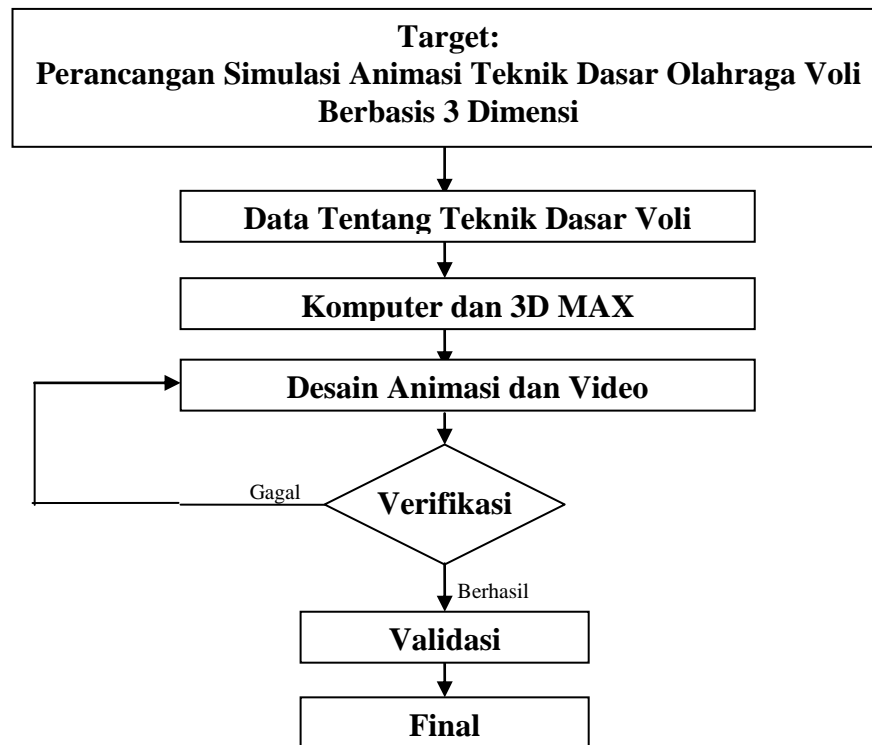 Target:
Perancangan Simulasi Animasi Teknik Dasar Olahraga Voli
Berbasis 3 Dimensi
Data Tentang Teknik Dasar Voli
Komputer dan 3D MAX
Desain Animasi dan Video
Gagal
Verifikasi
Berhasil
Validasi
Final